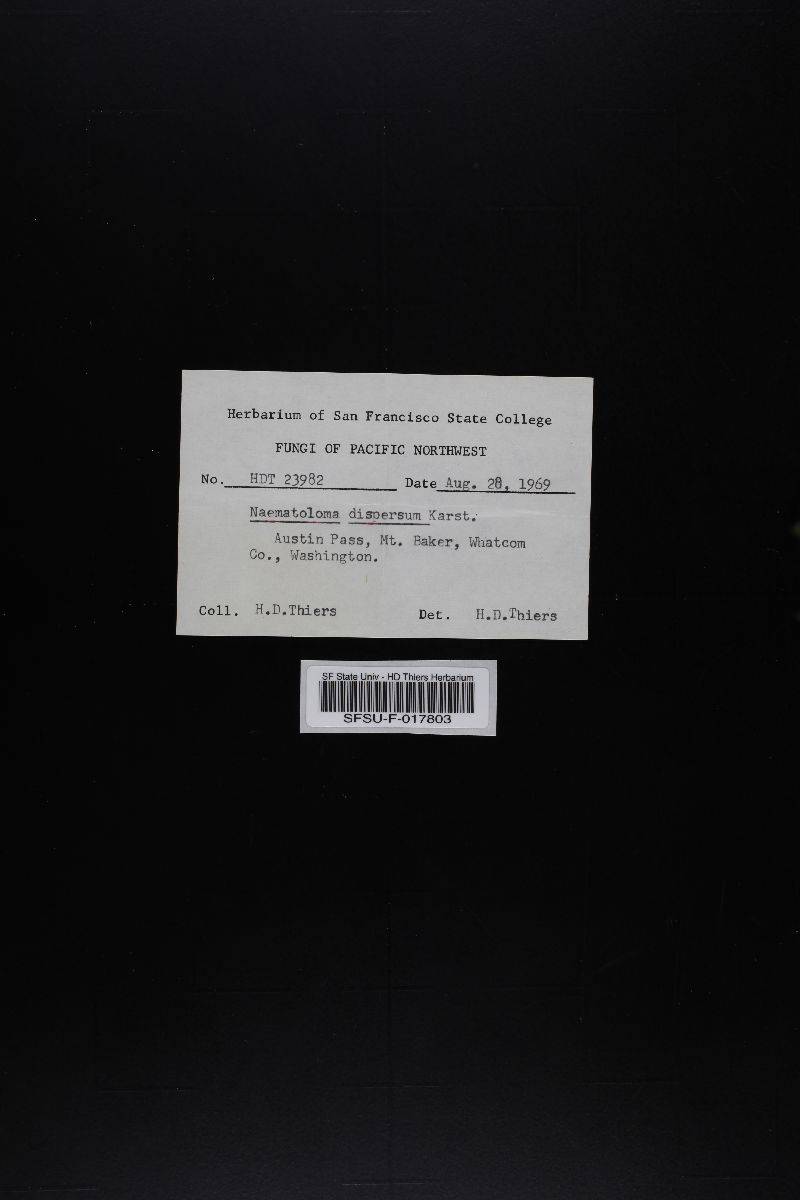 Herbarium of San Francisco State College
FUNGI OF PACIFIC NORTHWEST
No. HDT 23982 Date Aug. 28, 1969
Naematoloma dispersum Karst.
Austin Pass, Mt. Baker, Whatcom
Co., Washington.
Coll. H.D.Thiers Det. H.D.Thiers
SF State Univ - HD Thiers Herbarium
SFSU-F-017803